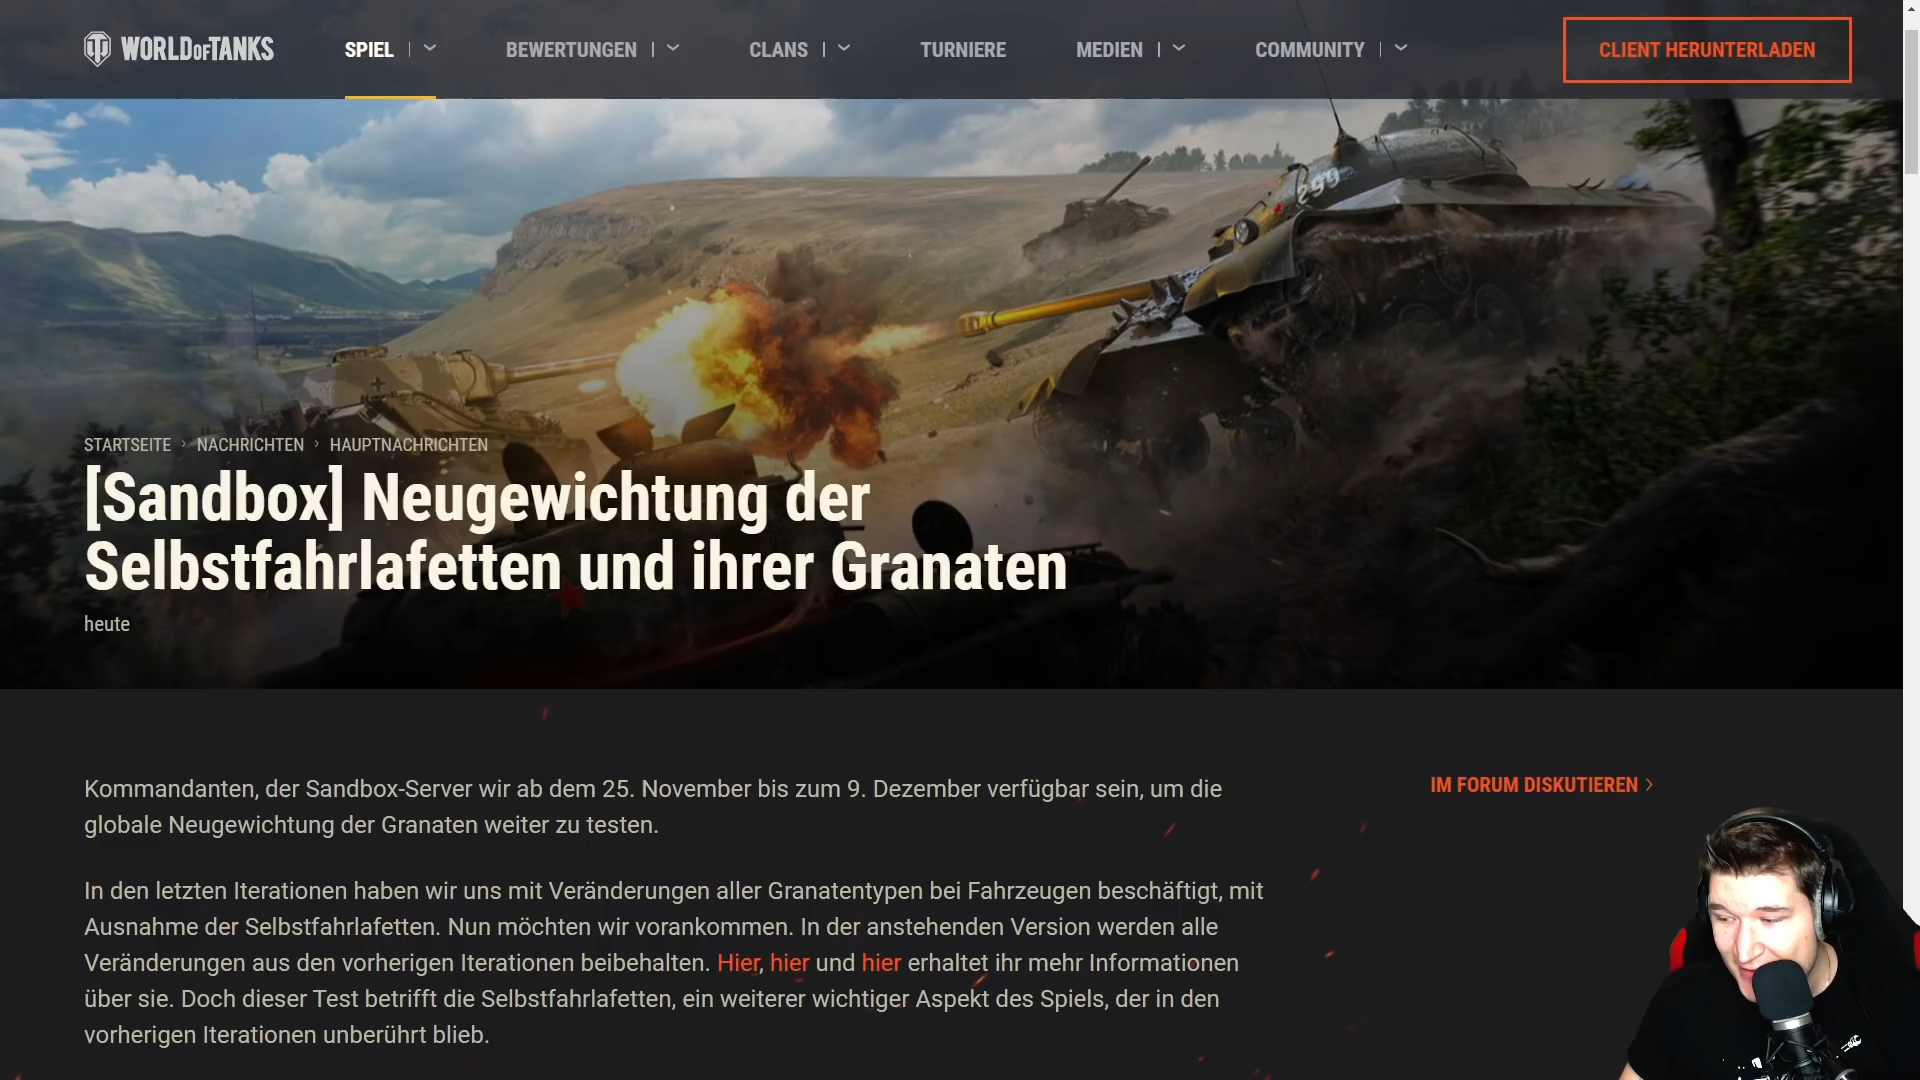 WORLD OF TANKS
SPIEL
BEWERTUNGEN
CLANS
TURNIERE
MEDIEN
COMMUNITY
CLIENT HERUNTERLADEN
699
STARTSEITE › NACHRICHTEN › HAUPTNACHRICHTEN
[Sandbox] Neugewichtung der
Selbstfahrlafetten und ihrer Granaten
heute
Kommandanten, der Sandbox-Server wir ab dem 25. November bis zum 9. Dezember verfügbar sein, um die
globale Neugewichtung der Granaten weiter zu testen.
IM FORUM DISKUTIEREN ›
In den letzten Iterationen haben wir uns mit Veränderungen aller Granatentypen bei Fahrzeugen beschäftigt, mit
Ausnahme der Selbstfahrlafetten. Nun möchten wir vorankommen. In der anstehenden Version werden alle
Veränderungen aus den vorherigen Iterationen beibehalten. Hier, hier und hier erhaltet ihr mehr Informationen
über sie. Doch dieser Test betrifft die Selbstfahrlafetten, ein weiterer wichtiger Aspekt des Spiels, der in den
vorherigen Iterationen unberührt blieb.